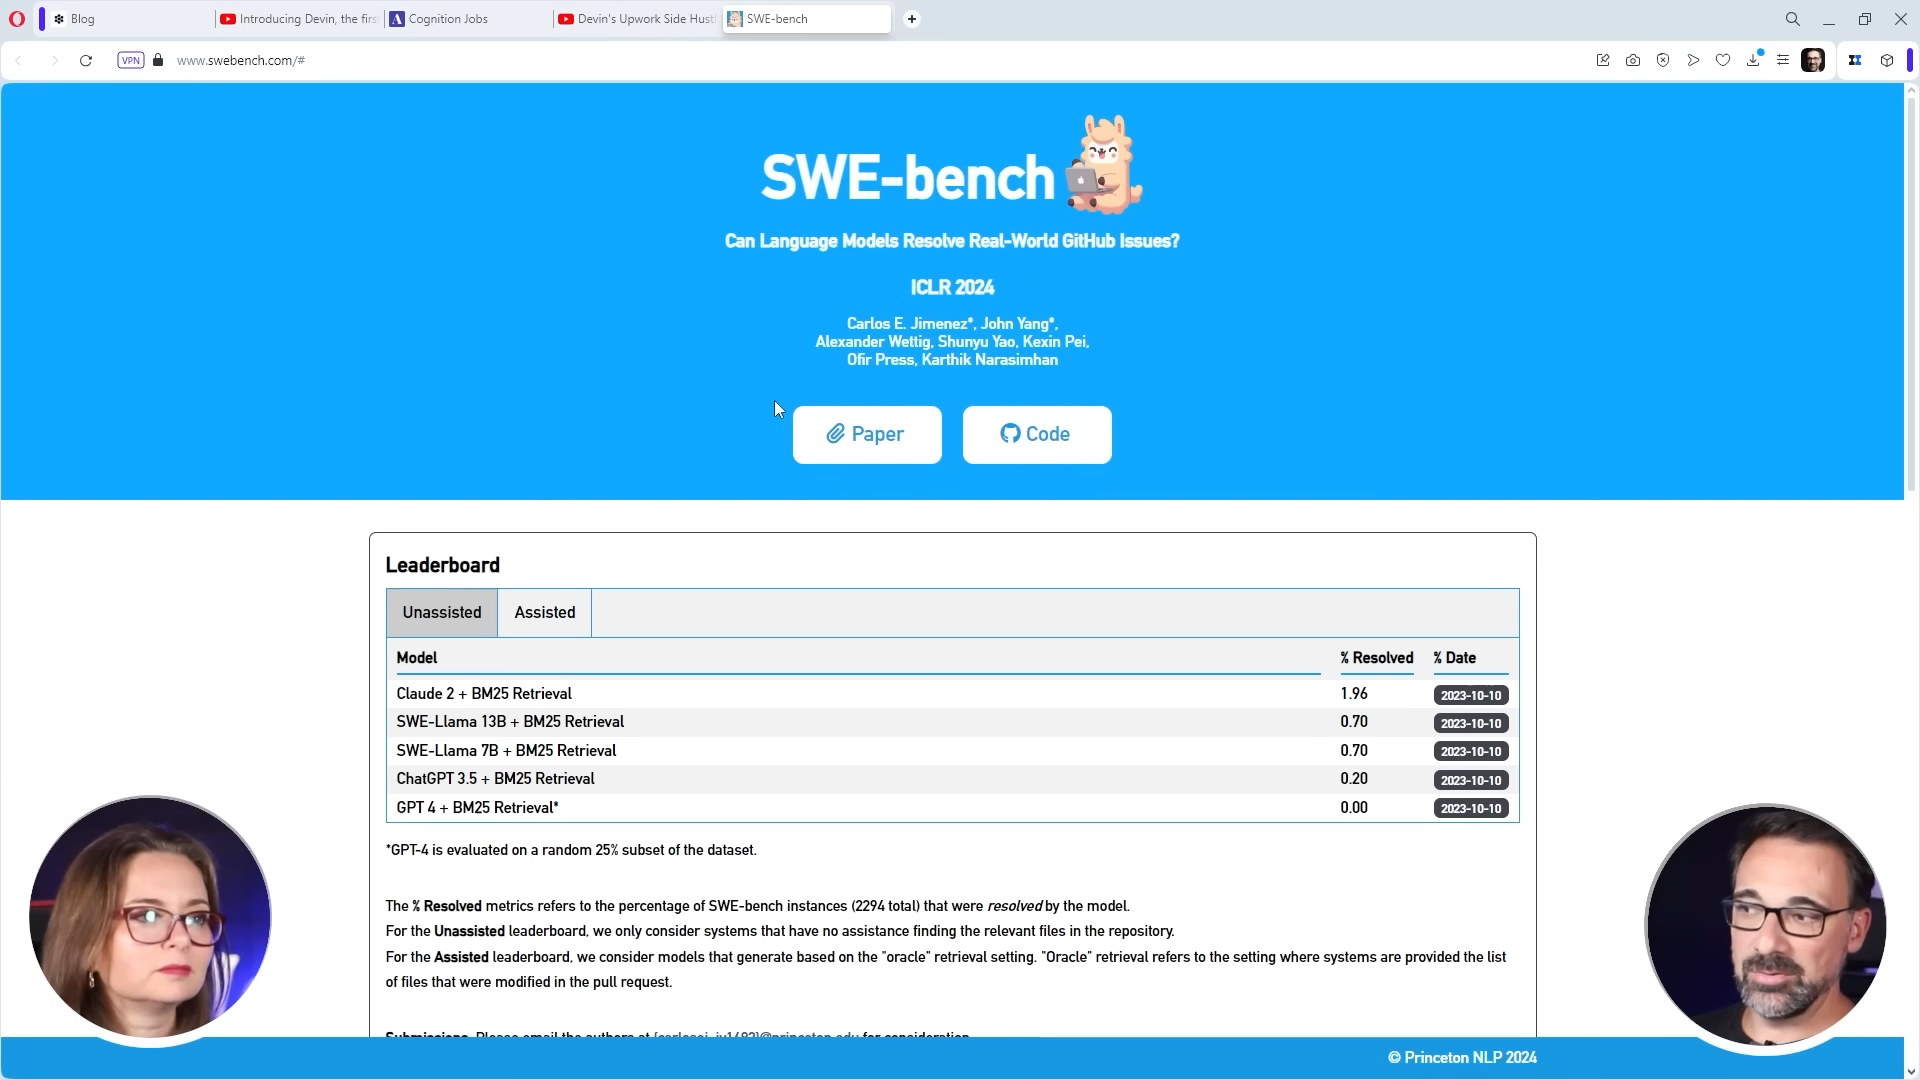 Blog
Introducing Devin, the firs
Cognition Jobs
Devin's Upwork Side Hustl
SWE-bench
VPN
www.swebench.com/#
SWE-bench
Can Language Models Resolve Real-World GitHub Issues?
ICLR 2024
Carlos E. Jimenez*, John Yang*,
Alexander Wettig, Shunyu Yao, Kexin Pei,
Ofir Press, Karthik Narasimhan
Paper
Code
Leaderboard
Unassisted
Assisted
Model % Resolved % Date
Claude 2 + BM25 Retrieval 1.96 2023-10-10
SWE-Llama 13B + BM25 Retrieval 0.70 2023-10-10
SWE-Llama 7B + BM25 Retrieval 0.70 2023-10-10
ChatGPT 3.5 + BM25 Retrieval 0.20 2023-10-10
GPT 4 + BM25 Retrieval* 0.00 2023-10-10
*GPT-4 is evaluated on a random 25% subset of the dataset.
The % Resolved metrics refers to the percentage of SWE-bench instances (2294 total) that were resolved by the model.
For the Unassisted leaderboard, we only consider systems that have no assistance finding the relevant files in the repository.
For the Assisted leaderboard, we consider models that generate based on the "oracle" retrieval setting. "Oracle" retrieval refers to the setting where systems are provided the list
of files that were modified in the pull request.
Submissions. Please email the authors at for consideration.
© Princeton NLP 2024